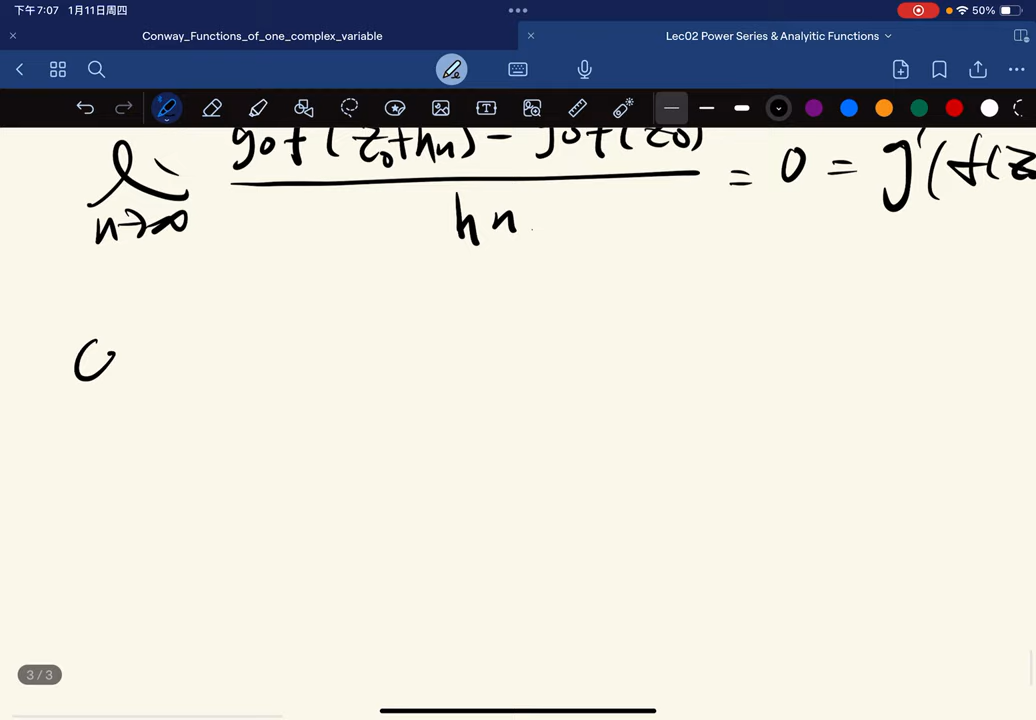 下午7:07 1月11日周四
50%
Conway_Functions_of_one_complex_variable
Lec02 Power Series & Analyitic Functions
lim n→∞ g∘f(z₀+hn) − g∘f(z₀) / hn = 0 = g'(f(z
C
3 / 3